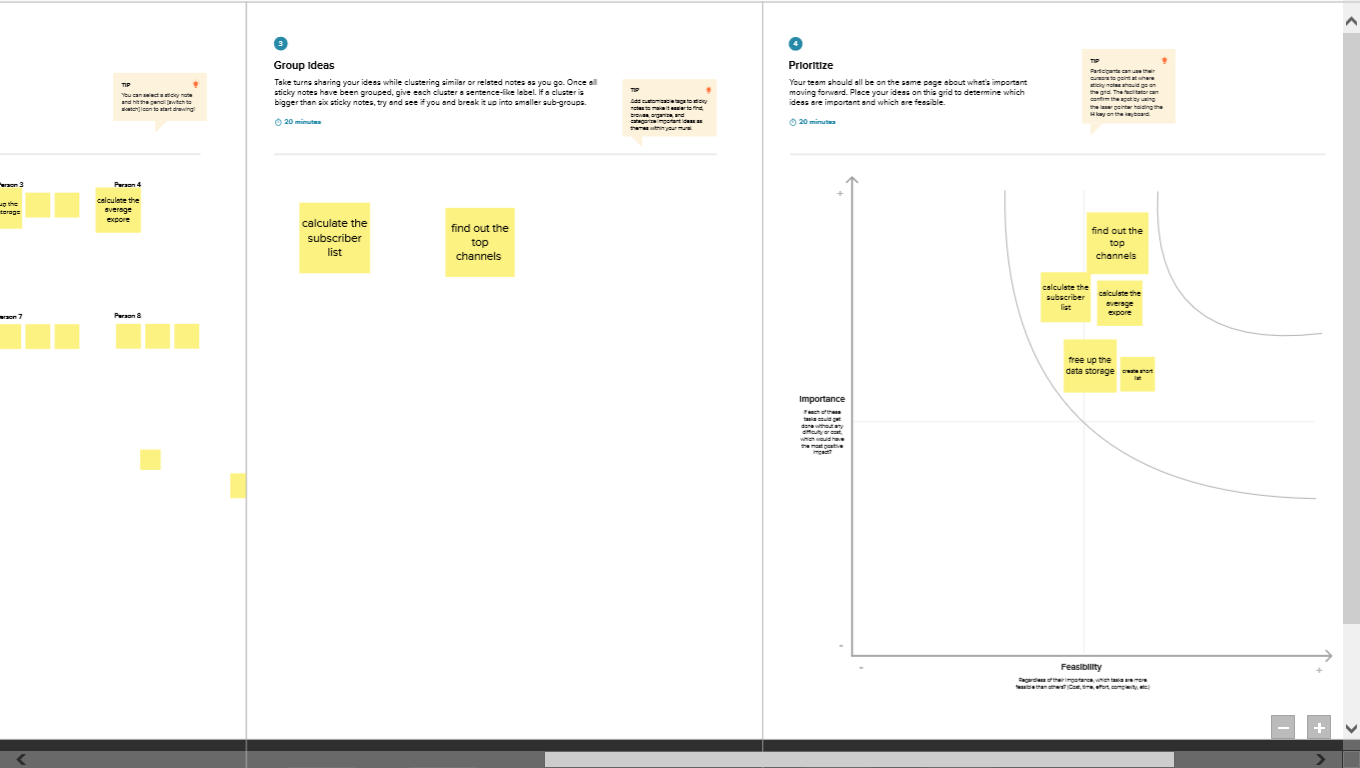 TIP
You can select a sticky note
and hit the pencil [switch to
sketch] icon to start drawing!
Person 3
Person 4
up the
storage
calculate the
average
expore
Person 7
Person 8
3
Group ideas
Take turns sharing your ideas while clustering similar or related notes as you go. Once all
sticky notes have been grouped, give each cluster a sentence-like label. If a cluster is
bigger than six sticky notes, try and see if you and break it up into smaller sub-groups.
20 minutes
TIP
Add customizable tags to sticky
notes to make it easier to find,
browse, organize, and
categorize important ideas as
themes within your mural.
calculate the
subscriber
list
find out the
top
channels
4
Prioritize
Your team should all be on the same page about what's important
moving forward. Place your ideas on this grid to determine which
ideas are important and which are feasible.
20 minutes
TIP
Participants can use their
cursors to point at where
sticky notes should go on
the grid. The facilitator can
confirm the spot by using
the laser pointer holding the
H key on the keyboard.
+
find out the
top
channels
calculate the
subscriber
list
calculate the
average
expore
free up the
data storage
create short
list
Importance
If each of these
tasks could get
done without any
difficulty or cost,
which would have
the most positive
impact?
-
-
Feasibility
+
Regardless of their importance, which tasks are more
feasible than others? (Cost, time, effort, complexity, etc.)